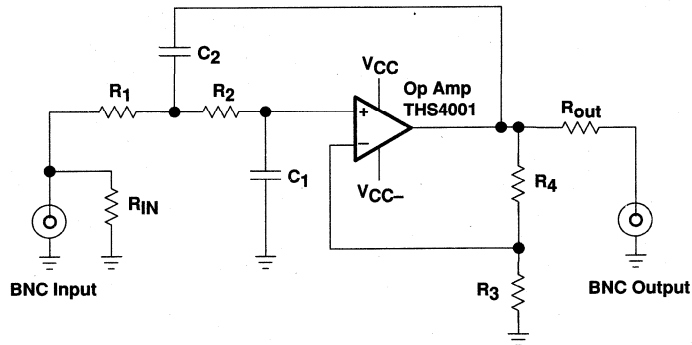 C2
VCC
Op Amp
THS4001
R1
R2
Rout
+
−
C1
RIN
VCC−
R4
R3
BNC Input
BNC Output